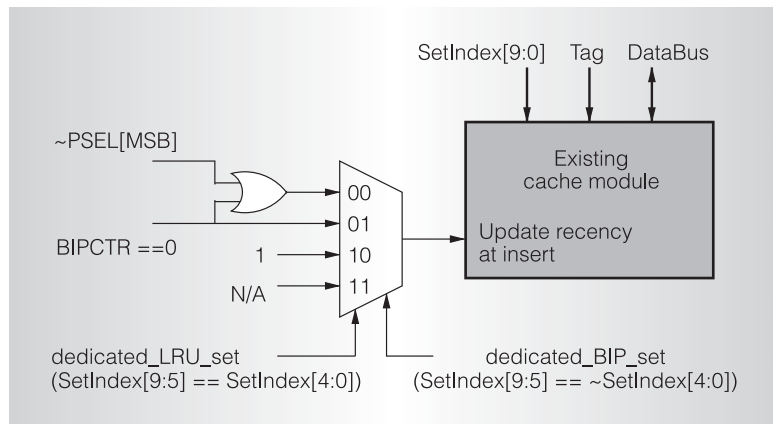 SetIndex[9:0] Tag DataBus
~PSEL[MSB]
Existing
cache module
00
01
Update recency
at insert
BIPCTR ==0
1
10
N/A
11
dedicated_LRU_set
(SetIndex[9:5] == SetIndex[4:0])
dedicated_BIP_set
(SetIndex[9:5] == ~SetIndex[4:0])